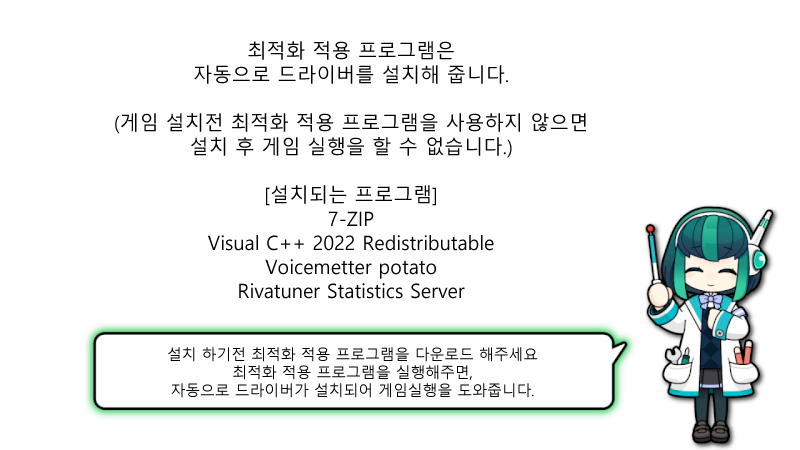 최적화 적용 프로그램은
자동으로 드라이버를 설치해 줍니다.
(게임 설치전 최적화 적용 프로그램을 사용하지 않으면
설치 후 게임 실행을 할 수 없습니다.)
[설치되는 프로그램]
7-ZIP
Visual C++ 2022 Redistributable
Voicemetter potato
Rivatuner Statistics Server
설치 하기전 최적화 적용 프로그램을 다운로드 해주세요
최적화 적용 프로그램을 실행해주면,
자동으로 드라이버가 설치되어 게임실행을 도와줍니다.